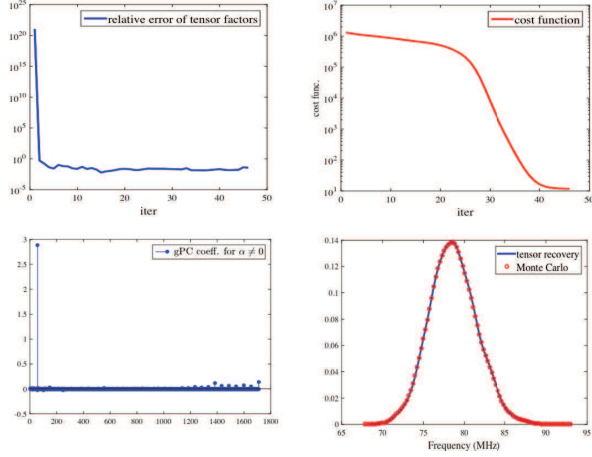 10^25
relative error of tensor factors
10^20
10^15
10^10
10^5
10^0
10^-5
0 10 20 30 40 50
iter
10^7
cost function
10^6
10^5
10^4
10^3
10^2
10^1
cost func.
0 10 20 30 40 50
iter
3
gPC coeff. for α ≠ 0
2.5
2
1.5
1
0.5
0
-0.5
0 200 400 600 800 1000 1200 1400 1600 1800
0.14
tensor recovery
Monte Carlo
0.12
0.1
0.08
0.06
0.04
0.02
0
65 70 75 80 85 90 95
Frequency (MHz)